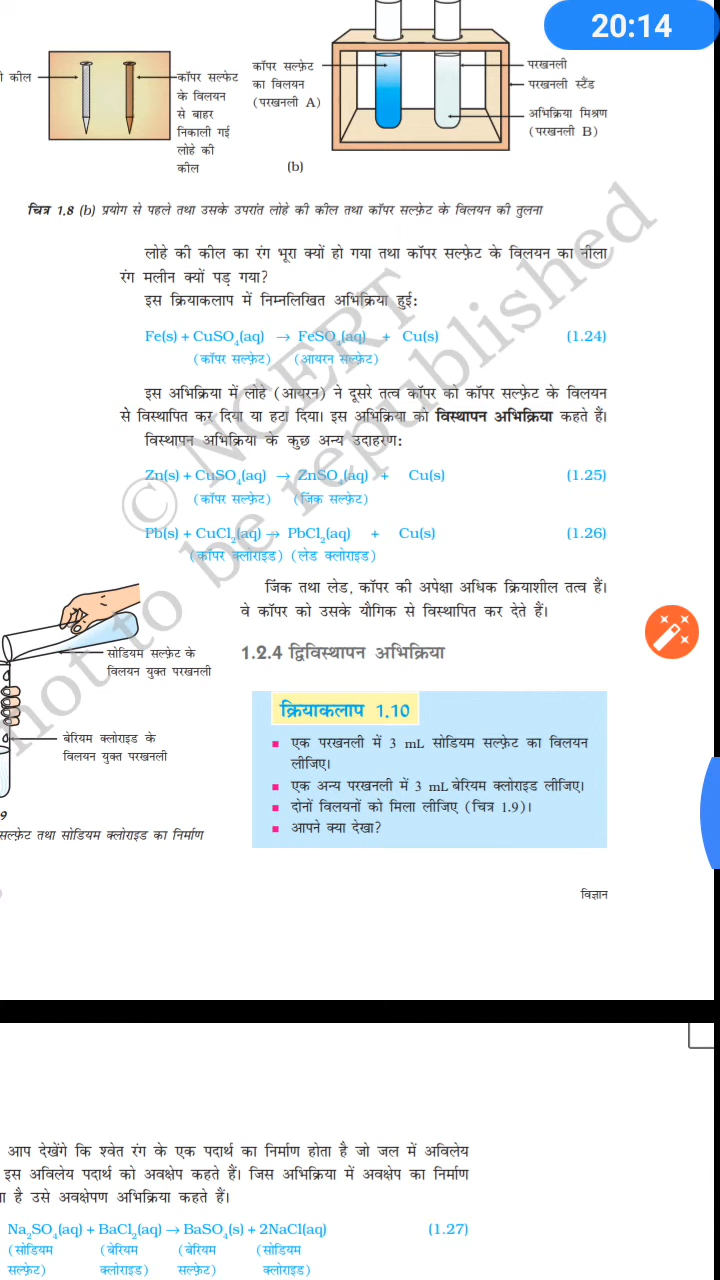 20:14
कील
कॉपर सल्फेट
के विलयन
से बाहर
निकाली गई
लोहे की
कील
कॉपर सल्फ़ेट
का विलयन
(परखनली A)
परखनली
परखनली स्टैंड
अभिक्रिया मिश्रण
(परखनली B)
(b)
चित्र 1.8 (b) प्रयोग से पहले तथा उसके उपरांत लोहे की कील तथा कॉपर सल्फ़ेट के विलयन की तुलना
लोहे की कील का रंग भूरा क्यों हो गया तथा कॉपर सल्फ़ेट के विलयन का नीला
रंग मलीन क्यों पड़ गया?
इस क्रियाकलाप में निम्नलिखित अभिक्रिया हुई:
Fe(s) + CuSO₄(aq) → FeSO₄(aq) + Cu(s) (1.24)
(कॉपर सल्फ़ेट) (आयरन सल्फ़ेट)
इस अभिक्रिया में लोहे (आयरन) ने दूसरे तत्व कॉपर को कॉपर सल्फ़ेट के विलयन
से विस्थापित कर दिया या हटा दिया। इस अभिक्रिया को विस्थापन अभिक्रिया कहते हैं।
विस्थापन अभिक्रिया के कुछ अन्य उदाहरण:
Zn(s) + CuSO₄(aq) → ZnSO₄(aq) + Cu(s) (1.25)
(कॉपर सल्फ़ेट) (जिंक सल्फ़ेट)
Pb(s) + CuCl₂(aq) → PbCl₂(aq) + Cu(s) (1.26)
(कॉपर क्लोराइड) (लेड क्लोराइड)
जिंक तथा लेड, कॉपर की अपेक्षा अधिक क्रियाशील तत्व हैं।
वे कॉपर को उसके यौगिक से विस्थापित कर देते हैं।
© NCERT
not to be republished
सोडियम सल्फ़ेट के
विलयन युक्त परखनली
बेरियम क्लोराइड के
विलयन युक्त परखनली
9
सल्फ़ेट तथा सोडियम क्लोराइड का निर्माण
1.2.4 द्विविस्थापन अभिक्रिया
क्रियाकलाप 1.10
■ एक परखनली में 3 mL सोडियम सल्फ़ेट का विलयन
लीजिए।
■ एक अन्य परखनली में 3 mL बेरियम क्लोराइड लीजिए।
■ दोनों विलयनों को मिला लीजिए (चित्र 1.9)।
■ आपने क्या देखा?
विज्ञान
आप देखेंगे कि श्वेत रंग के एक पदार्थ का निर्माण होता है जो जल में अविलेय
इस अविलेय पदार्थ को अवक्षेप कहते हैं। जिस अभिक्रिया में अवक्षेप का निर्माण
है उसे अवक्षेपण अभिक्रिया कहते हैं।
Na₂SO₄(aq) + BaCl₂(aq) → BaSO₄(s) + 2NaCl(aq) (1.27)
(सोडियम (बेरियम (बेरियम (सोडियम
सल्फ़ेट) क्लोराइड) सल्फ़ेट) क्लोराइड)